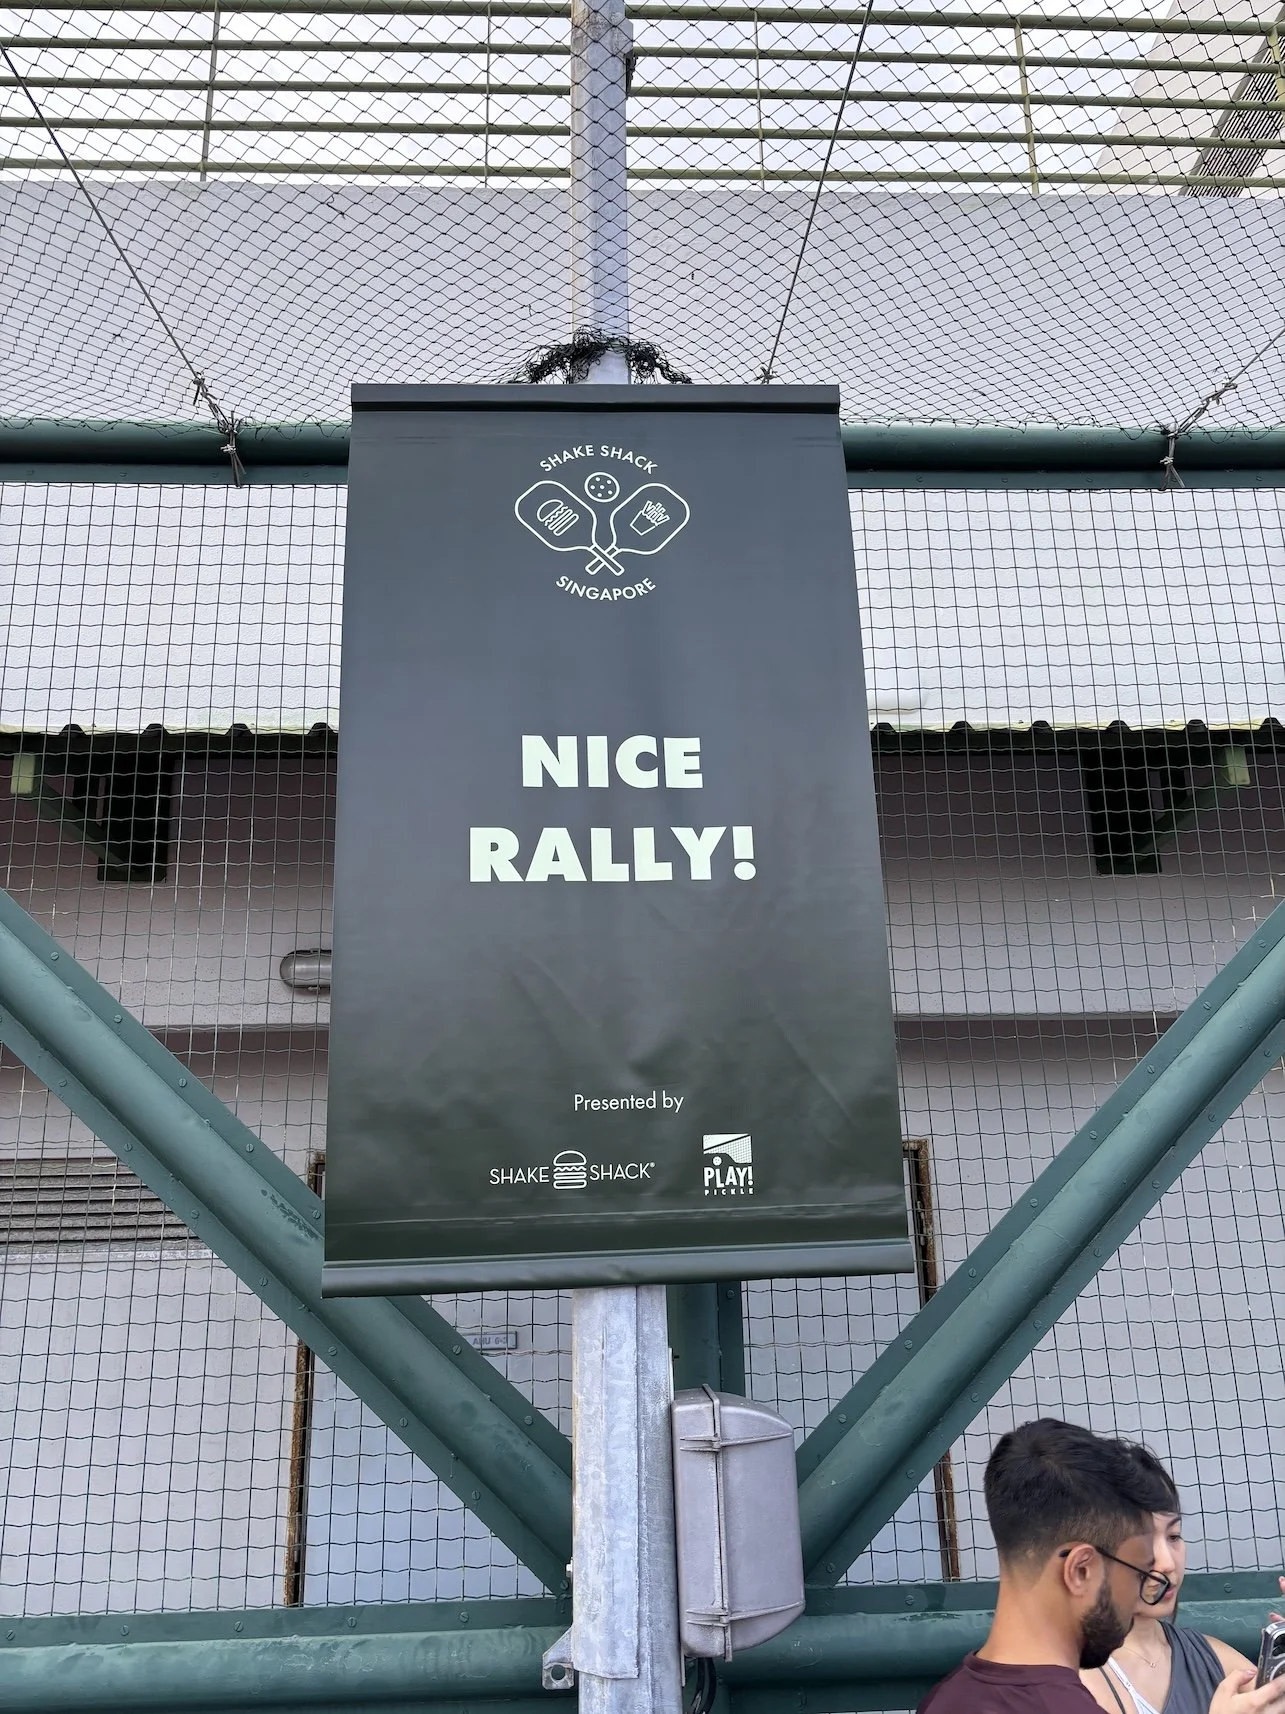 SHAKE SHACK
SINGAPORE
NICE
RALLY!
Presented by
SHAKE SHACK®
PLAY!
PICKLE